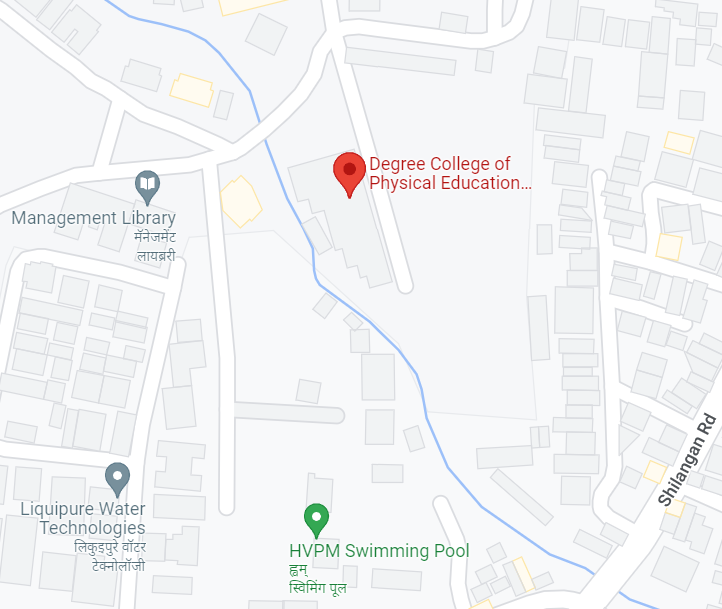 Degree College of
Physical Education...
Management Library
मॅनेजमेंट
लायब्ररी
Shilangan Rd
Liquipure Water
Technologies
लिकुइपुरे वॉटर
टेक्नोलॉजी
HVPM Swimming Pool
ह्वम्
स्विमिंग पूल